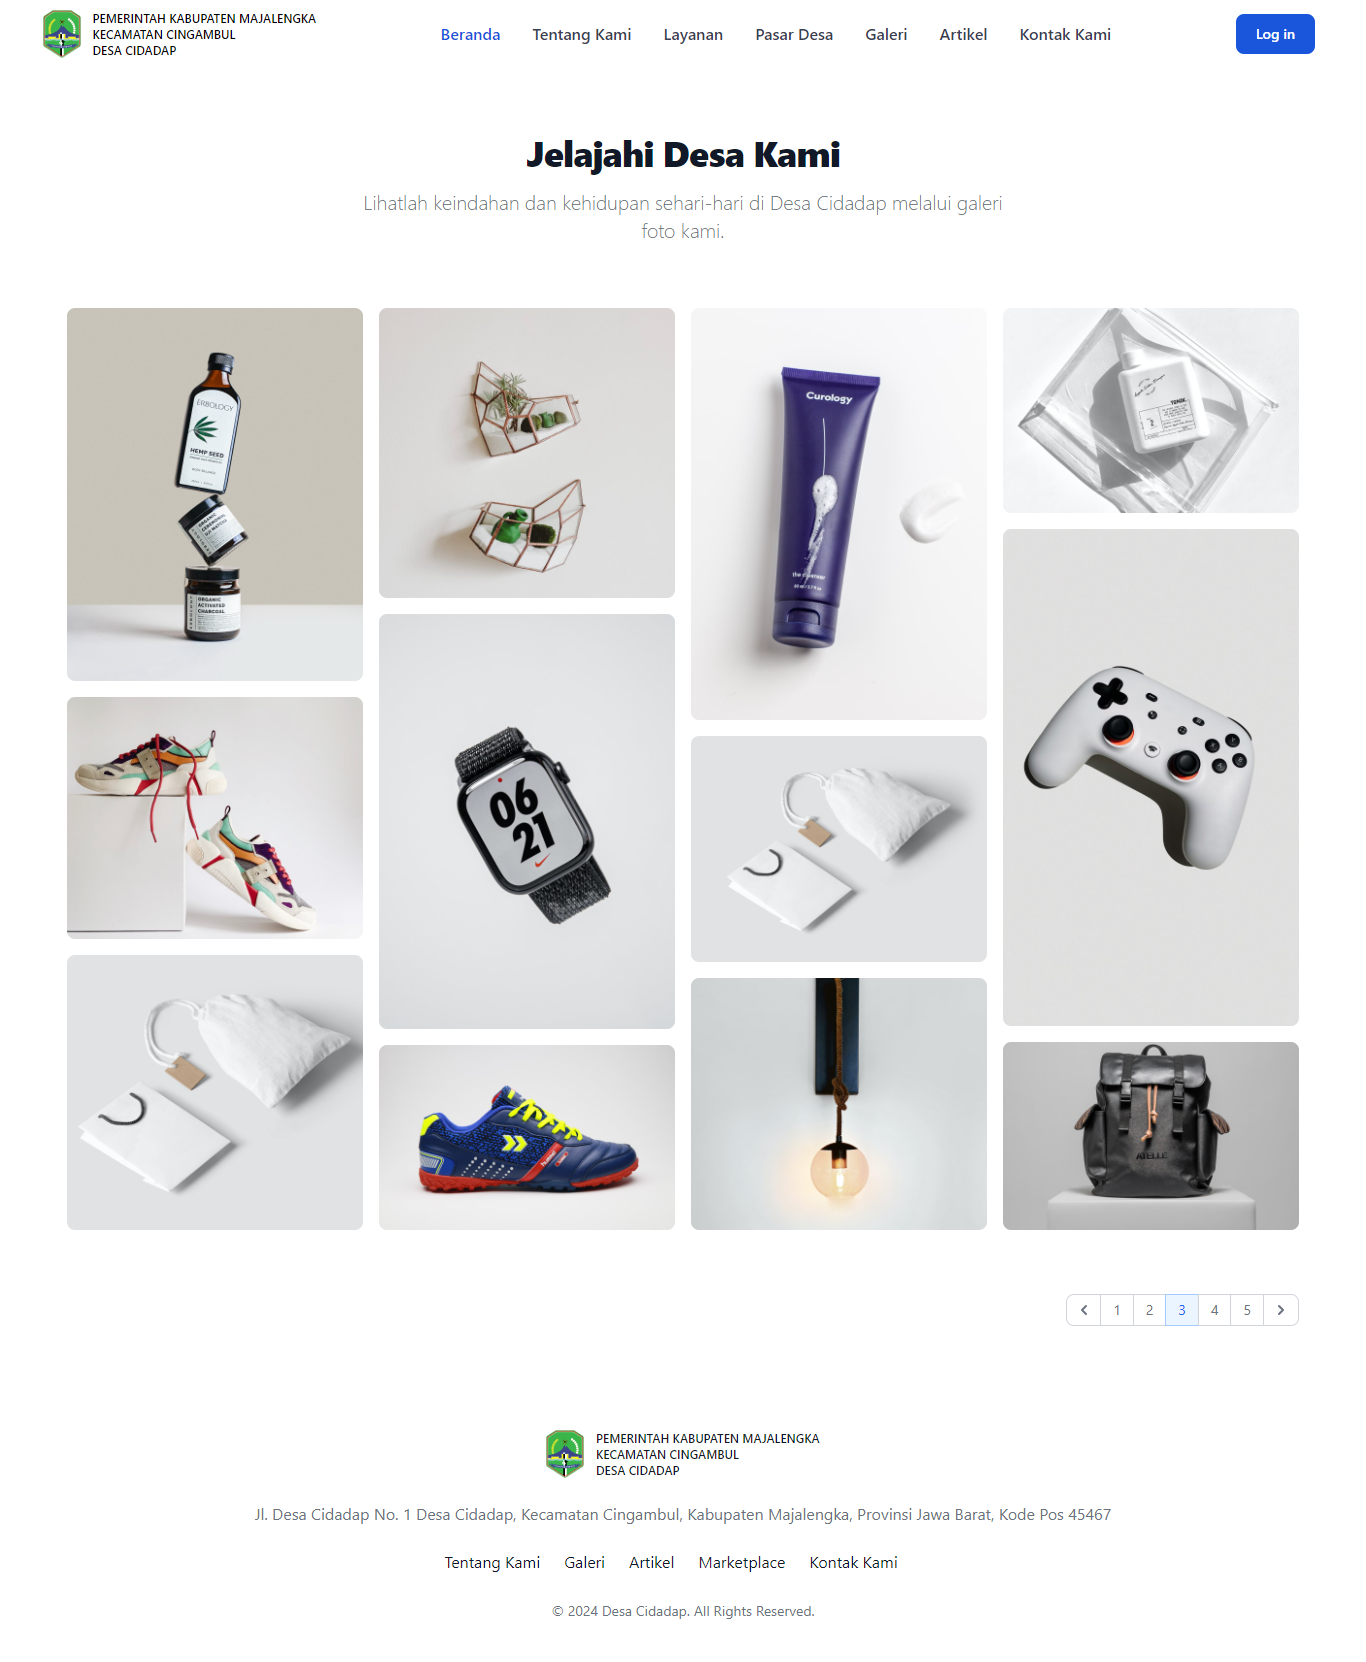 PEMERINTAH KABUPATEN MAJALENGKA
KECAMATAN CINGAMBUL
DESA CIDADAP
Beranda Tentang Kami Layanan Pasar Desa Galeri Artikel Kontak Kami
Log in
Jelajahi Desa Kami
Lihatlah keindahan dan kehidupan sehari-hari di Desa Cidadap melalui galeri
foto kami.
ERBOLOGY
HEMP SEED
ORGANIC
CEREMONIAL
ORGANIC
ACTIVATED
CHARCOAL
Curology
TONIK.
06
21
ATELLE
1 2 3 4 5
PEMERINTAH KABUPATEN MAJALENGKA
KECAMATAN CINGAMBUL
DESA CIDADAP
Jl. Desa Cidadap No. 1 Desa Cidadap, Kecamatan Cingambul, Kabupaten Majalengka, Provinsi Jawa Barat, Kode Pos 45467
Tentang Kami Galeri Artikel Marketplace Kontak Kami
© 2024 Desa Cidadap. All Rights Reserved.